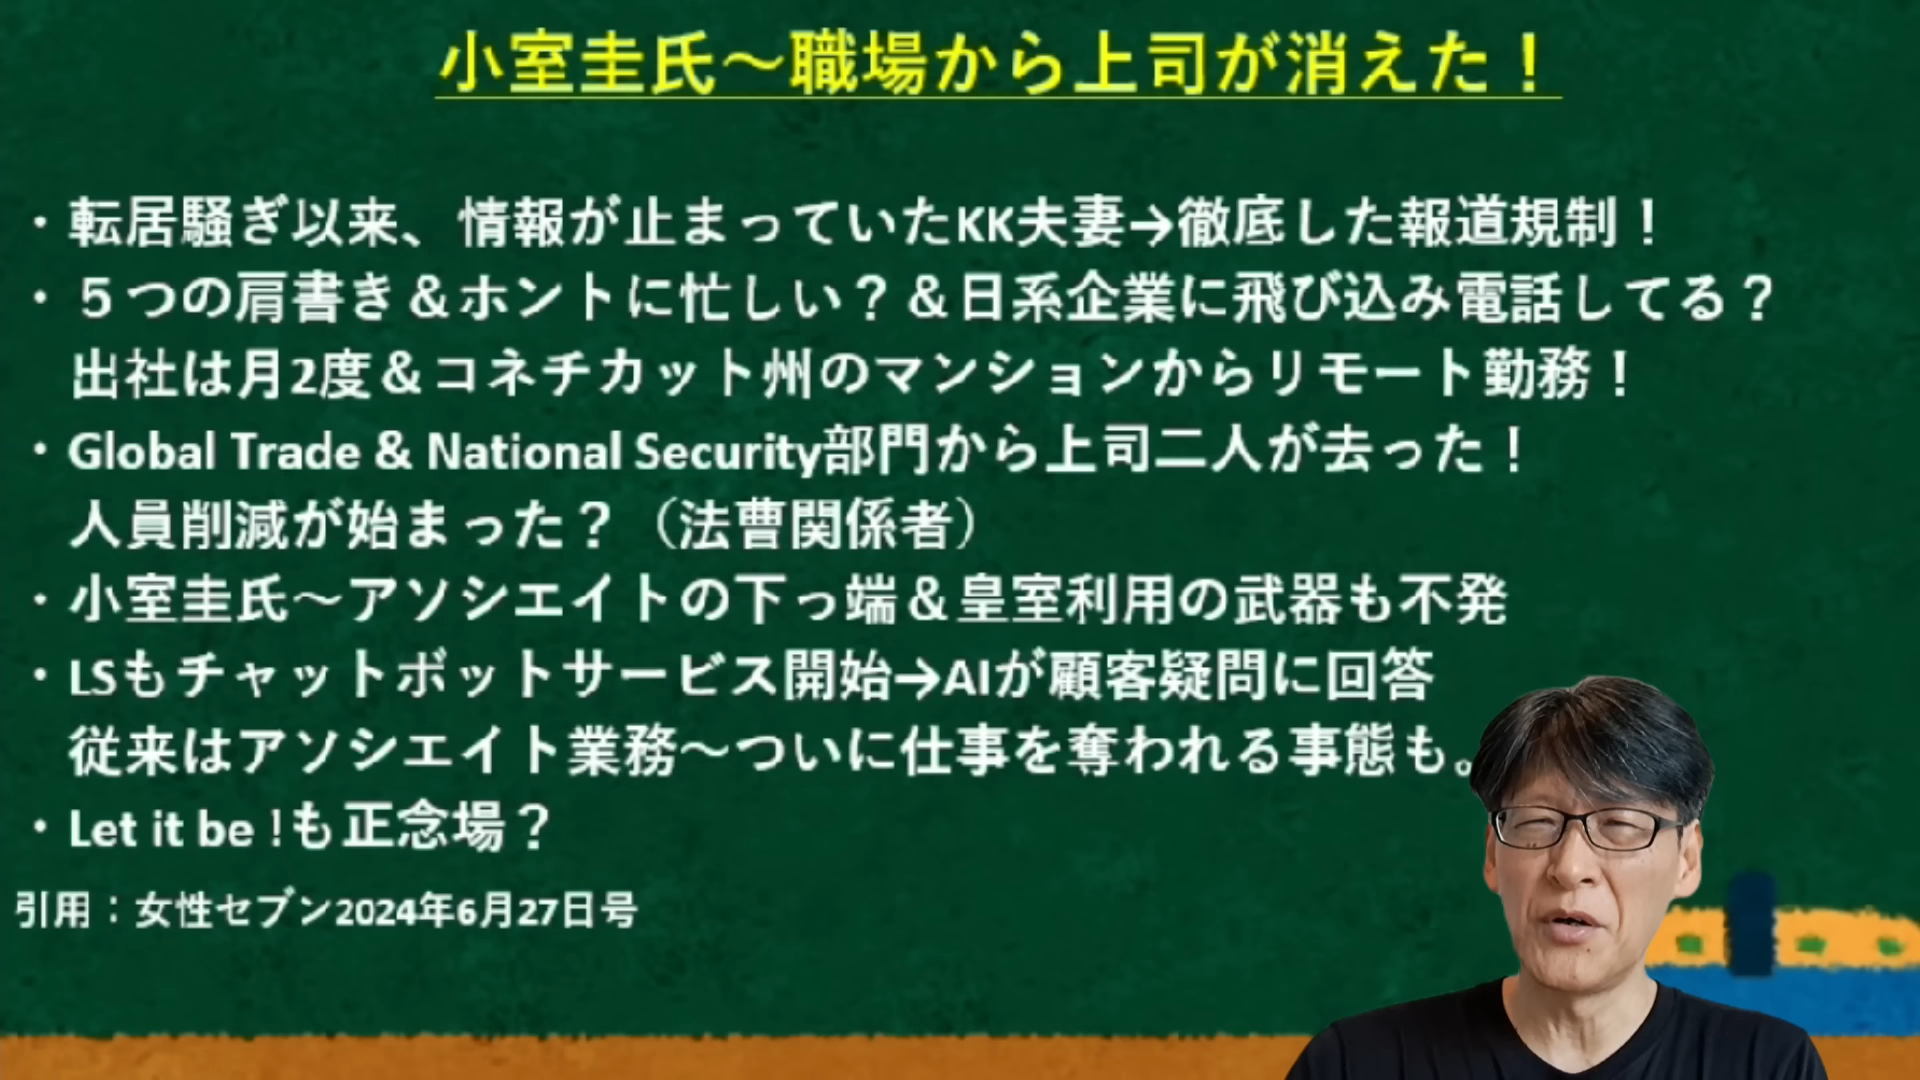 小室圭氏～職場から上司が消えた！
・転居騒ぎ以来、情報が止まっていたKK夫妻→徹底した報道規制！
・５つの肩書き＆ホントに忙しい？＆日系企業に飛び込み電話してる？
出社は月2度＆コネチカット州のマンションからリモート勤務！
・Global Trade & National Security部門から上司二人が去った！
人員削減が始まった？（法曹関係者）
・小室圭氏～アソシエイトの下っ端＆皇室利用の武器も不発
・LSもチャットボットサービス開始→AIが顧客疑問に回答
従来はアソシエイト業務～ついに仕事を奪われる事態も。
・Let it be !も正念場？
引用：女性セブン2024年6月27日号